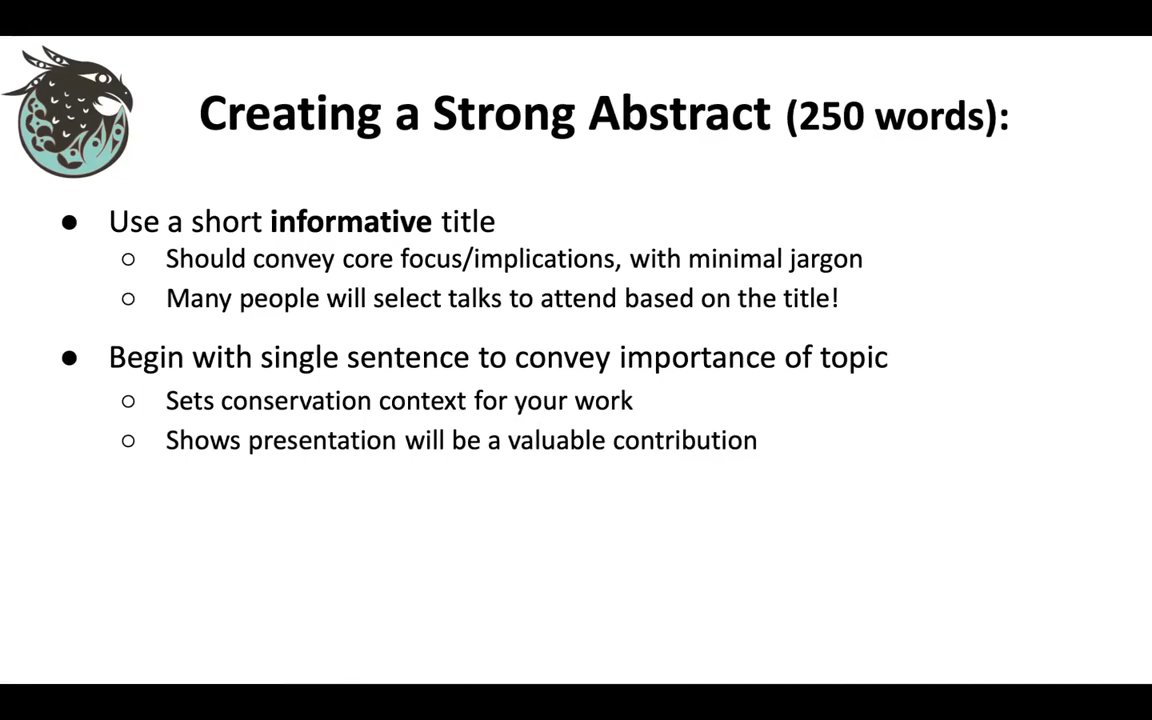 Creating a Strong Abstract (250 words):
● Use a short informative title
○ Should convey core focus/implications, with minimal jargon
○ Many people will select talks to attend based on the title!
● Begin with single sentence to convey importance of topic
○ Sets conservation context for your work
○ Shows presentation will be a valuable contribution